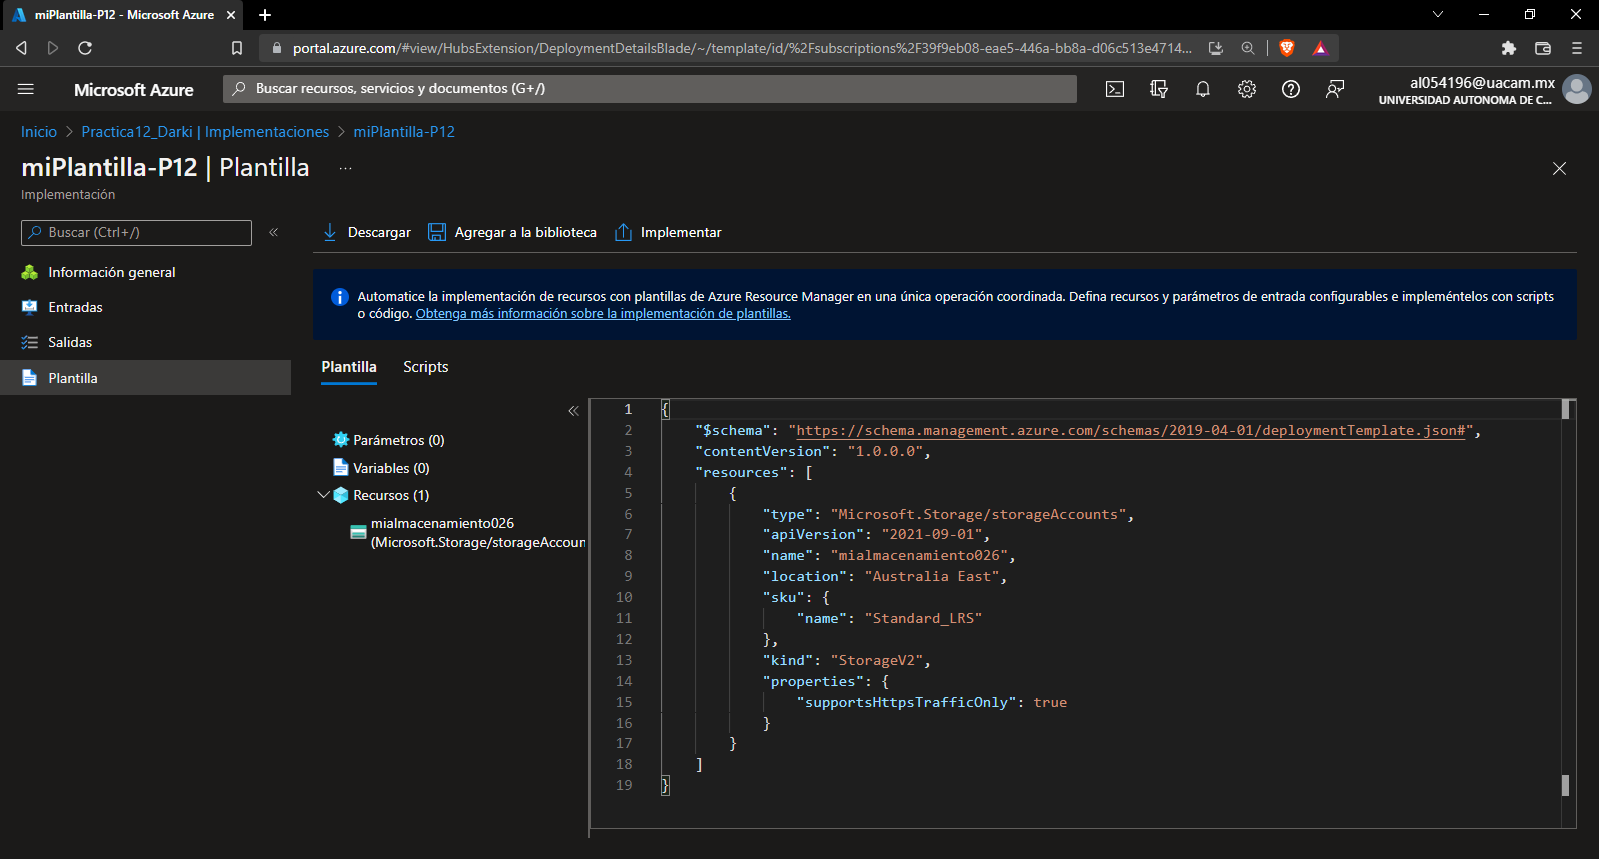 miPlantilla-P12 - Microsoft Azure
portal.azure.com/#view/HubsExtension/DeploymentDetailsBlade/~/template/id/%2Fsubscriptions%2F39f9eb08-eae5-446a-bb8a-d06c513e4714...
Microsoft Azure
Buscar recursos, servicios y documentos (G+/)
al054196@uacam.mx
UNIVERSIDAD AUTONOMA DE C...
Inicio > Practica12_Darki | Implementaciones > miPlantilla-P12
miPlantilla-P12 | Plantilla ...
Implementación
Buscar (Ctrl+/)
«
Información general
Entradas
Salidas
Plantilla
Descargar
Agregar a la biblioteca
Implementar
Automatice la implementación de recursos con plantillas de Azure Resource Manager en una única operación coordinada. Defina recursos y parámetros de entrada configurables e impleméntelos con scripts
o código. Obtenga más información sobre la implementación de plantillas.
Plantilla
Scripts
«
Parámetros (0)
Variables (0)
Recursos (1)
mialmacenamiento026
(Microsoft.Storage/storageAccoun
1 {
2 "$schema": "https://schema.management.azure.com/schemas/2019-04-01/deploymentTemplate.json#",
3 "contentVersion": "1.0.0.0",
4 "resources": [
5 {
6 "type": "Microsoft.Storage/storageAccounts",
7 "apiVersion": "2021-09-01",
8 "name": "mialmacenamiento026",
9 "location": "Australia East",
10 "sku": {
11 "name": "Standard_LRS"
12 },
13 "kind": "StorageV2",
14 "properties": {
15 "supportsHttpsTrafficOnly": true
16 }
17 }
18 ]
19 }